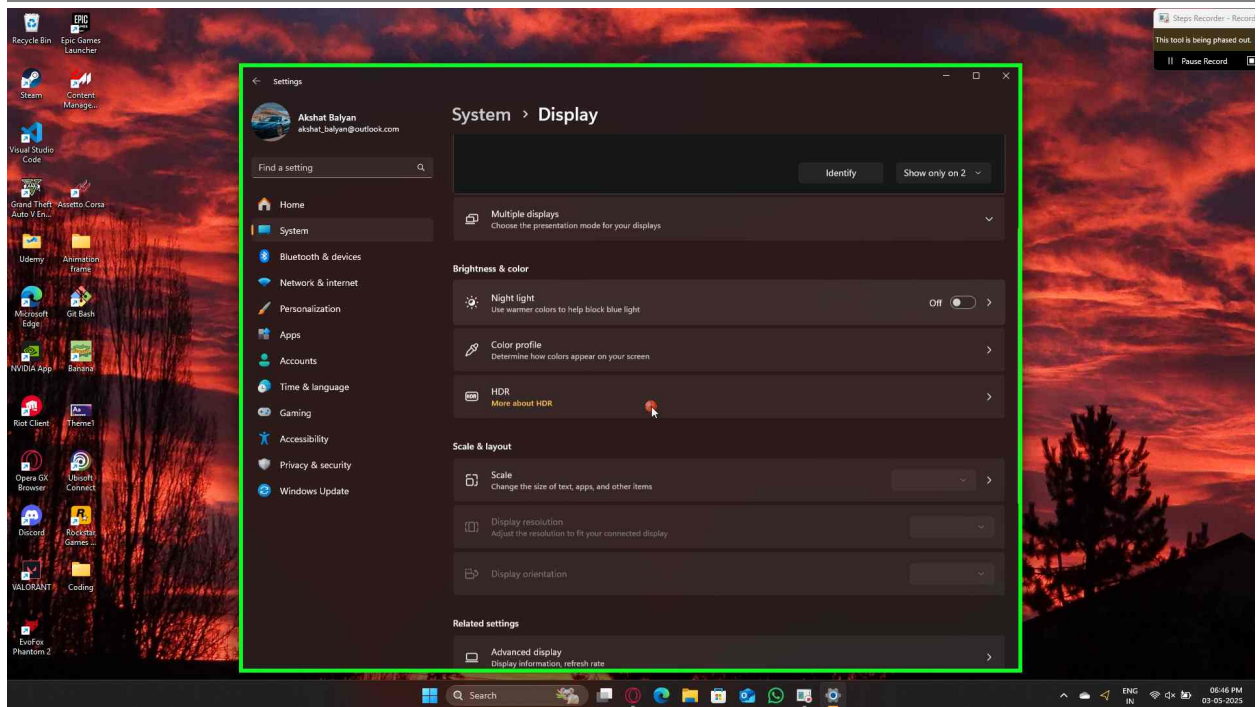 Recycle Bin
Epic Games
Launcher
EPIC
GAMES
Steam
Content
Manage...
Visual Studio
Code
Grand Theft
Auto V En...
Assetto Corsa
Udemy
Animation
frame
Microsoft
Edge
Git Bash
NVIDIA App
Banana
Riot Client
Aa
Theme1
Opera GX
Browser
Ubisoft
Connect
Discord
Rockstar
Games ...
VALORANT
Coding
EvoFox
Phantom 2
Steps Recorder - Record
This tool is being phased out.
Pause Record
Settings
Akshat Balyan
akshat_balyan@outlook.com
Find a setting
Home
System
Bluetooth & devices
Network & internet
Personalization
Apps
Accounts
Time & language
Gaming
Accessibility
Privacy & security
Windows Update
System > Display
Identify
Show only on 2
Multiple displays
Choose the presentation mode for your displays
Brightness & color
Night light
Use warmer colors to help block blue light
Off
Color profile
Determine how colors appear on your screen
HDR
HDR
More about HDR
Scale & layout
Scale
Change the size of text, apps, and other items
Display resolution
Adjust the resolution to fit your connected display
Display orientation
Related settings
Advanced display
Display information, refresh rate
Search
ENG
IN
06:46 PM
03-05-2025